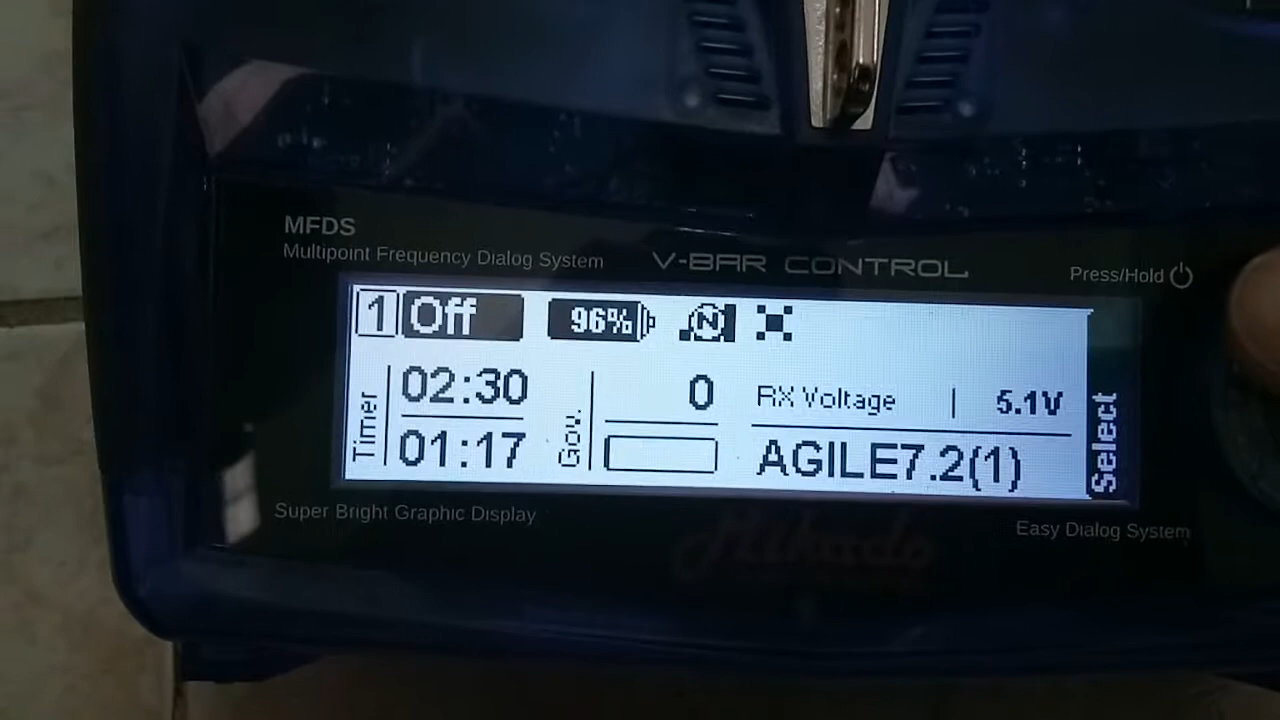 MFDS
Multipoint Frequency Dialog System
V-BAR CONTROL
Press/Hold
1 Off 96% N
Timer 02:30
01:17
Gov. 0
RX Voltage | 5.1V
AGILE7.2(1)
Select
Super Bright Graphic Display
Easy Dialog System
Mikado